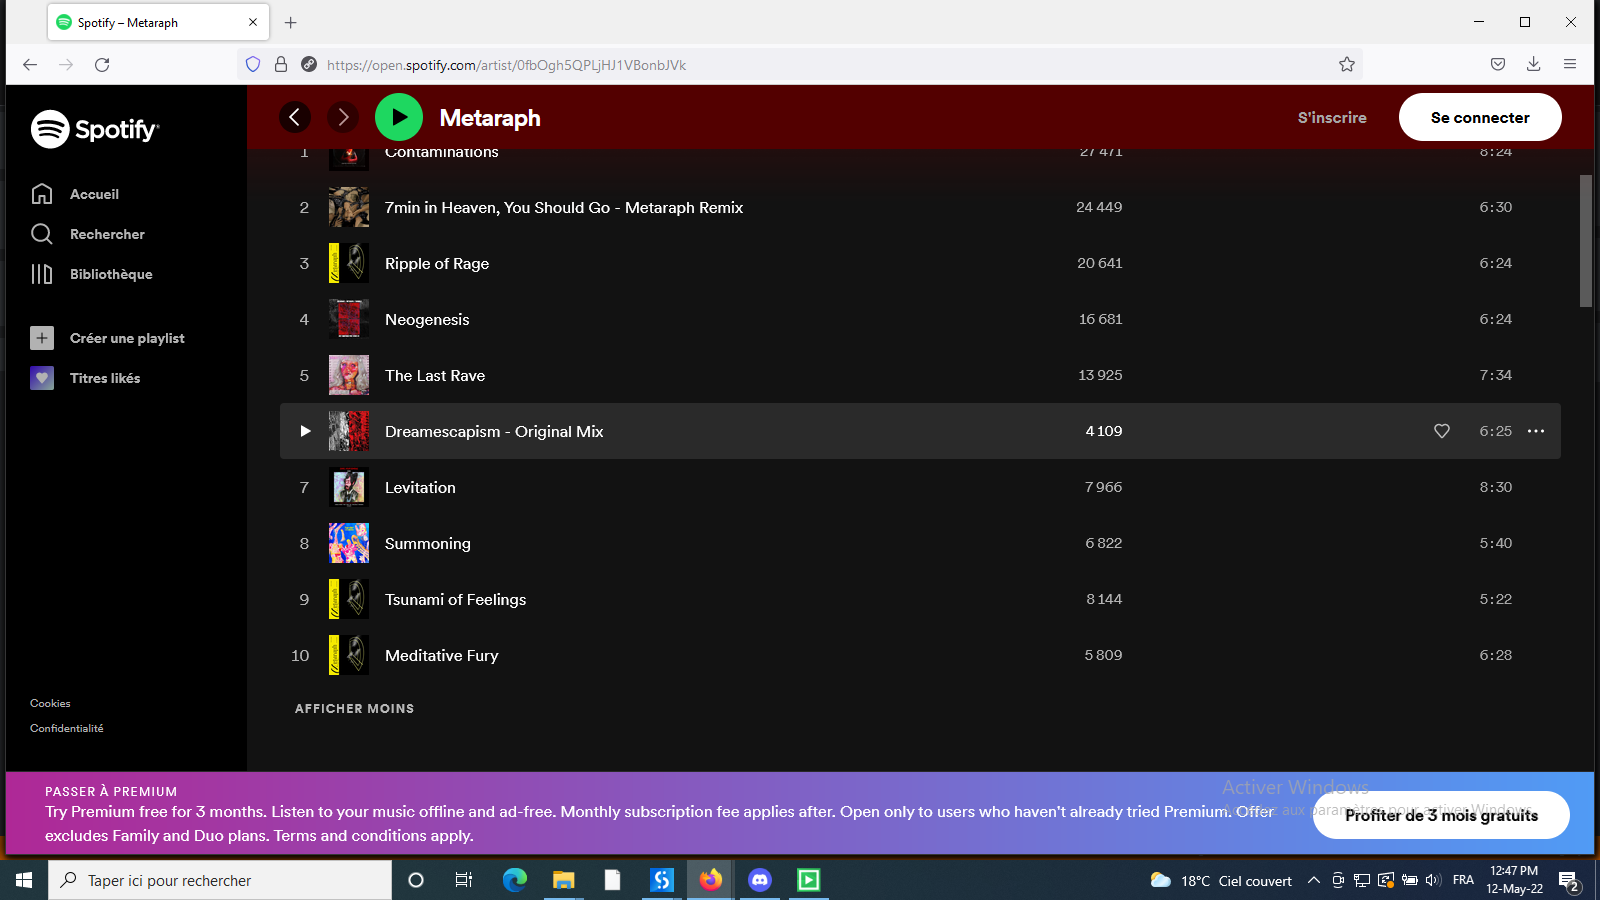 Spotify – Metaraph
https://open.spotify.com/artist/0fbOgh5QPLjHJ1VBonbJVk
Spotify
Metaraph
S'inscrire
Se connecter
Accueil
Rechercher
Bibliothèque
Créer une playlist
Titres likés
1 Contaminations 27 471 8:24
2 7min in Heaven, You Should Go - Metaraph Remix 24 449 6:30
3 Ripple of Rage 20 641 6:24
4 Neogenesis 16 681 6:24
5 The Last Rave 13 925 7:34
Dreamescapism - Original Mix 4 109 6:25
7 Levitation 7 966 8:30
8 Summoning 6 822 5:40
9 Tsunami of Feelings 8 144 5:22
10 Meditative Fury 5 809 6:28
AFFICHER MOINS
Cookies
Confidentialité
PASSER À PREMIUM
Try Premium free for 3 months. Listen to your music offline and ad-free. Monthly subscription fee applies after. Open only to users who haven't already tried Premium. Offer
excludes Family and Duo plans. Terms and conditions apply.
Activer Windows
aux paramètres pour activer Windows.
Profiter de 3 mois gratuits
Taper ici pour rechercher
18°C Ciel couvert
FRA
12:47 PM
12-May-22
2